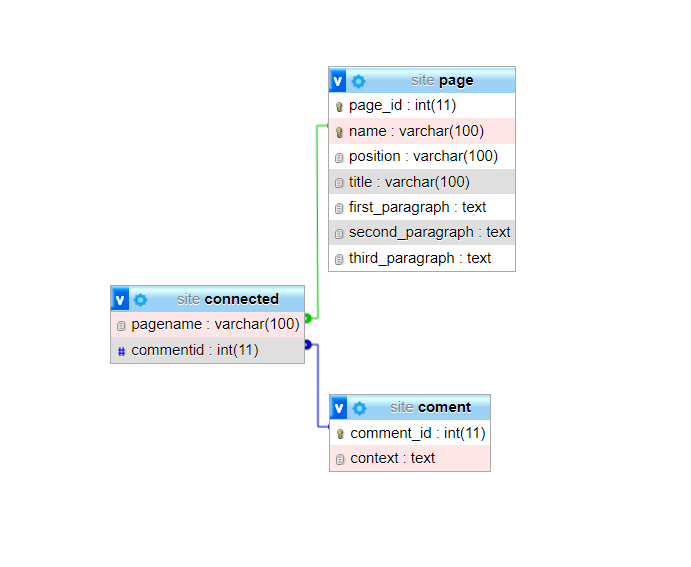 v site page
page_id : int(11)
name : varchar(100)
position : varchar(100)
title : varchar(100)
first_paragraph : text
second_paragraph : text
third_paragraph : text
v site connected
pagename : varchar(100)
# commentid : int(11)
v site coment
comment_id : int(11)
context : text